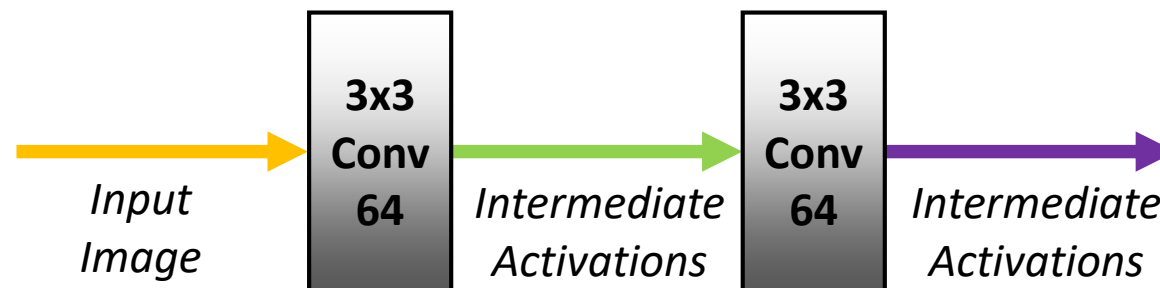 Input
Image
3x3
Conv
64
Intermediate
Activations
3x3
Conv
64
Intermediate
Activations